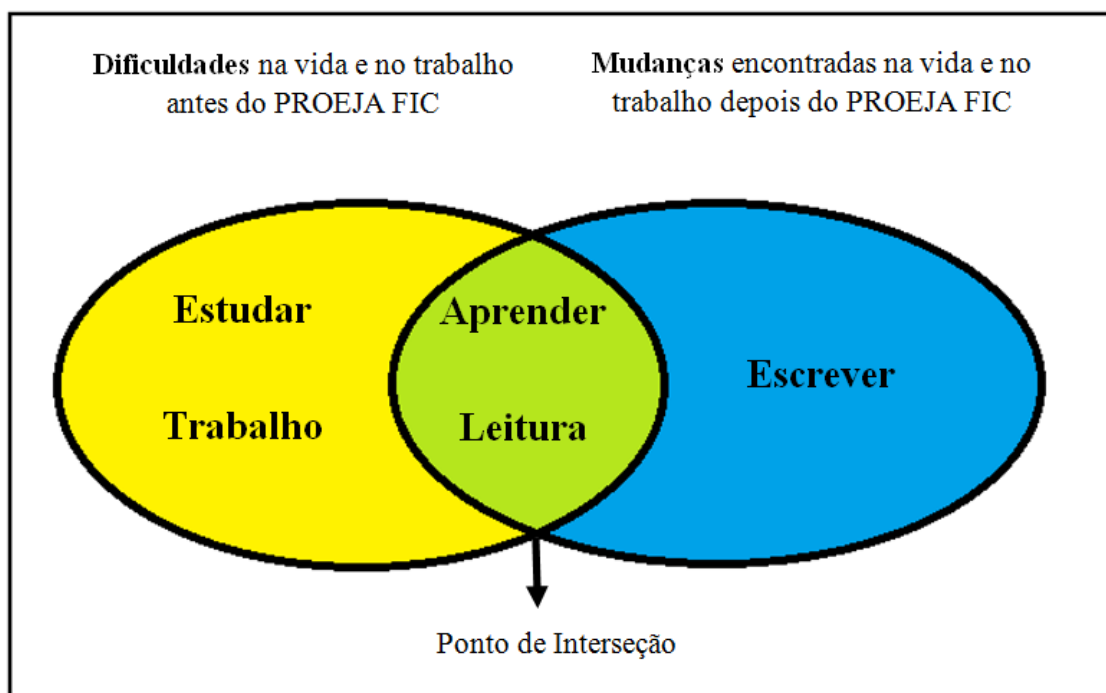 Dificuldades na vida e no trabalho
antes do PROEJA FIC
Mudanças encontradas na vida e no
trabalho depois do PROEJA FIC
Estudar
Aprender
Escrever
Trabalho
Leitura
Ponto de Interseção